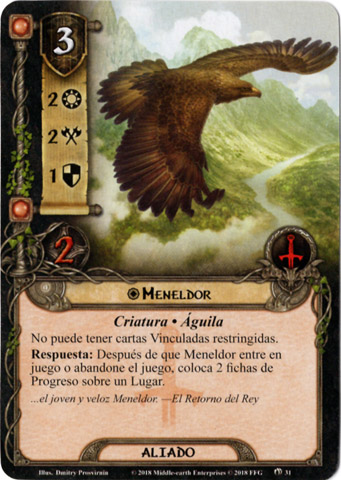 3
2
2
1
2
Meneldor
Criatura • Águila
No puede tener cartas Vinculadas restringidas.
Respuesta: Después de que Meneldor entre en
juego o abandone el juego, coloca 2 fichas de
Progreso sobre un Lugar.
...el joven y veloz Meneldor. —El Retorno del Rey
ALIADO
Illus. Dmitry Prosvirnin © 2018 Middle-earth Enterprises © 2018 FFG 31